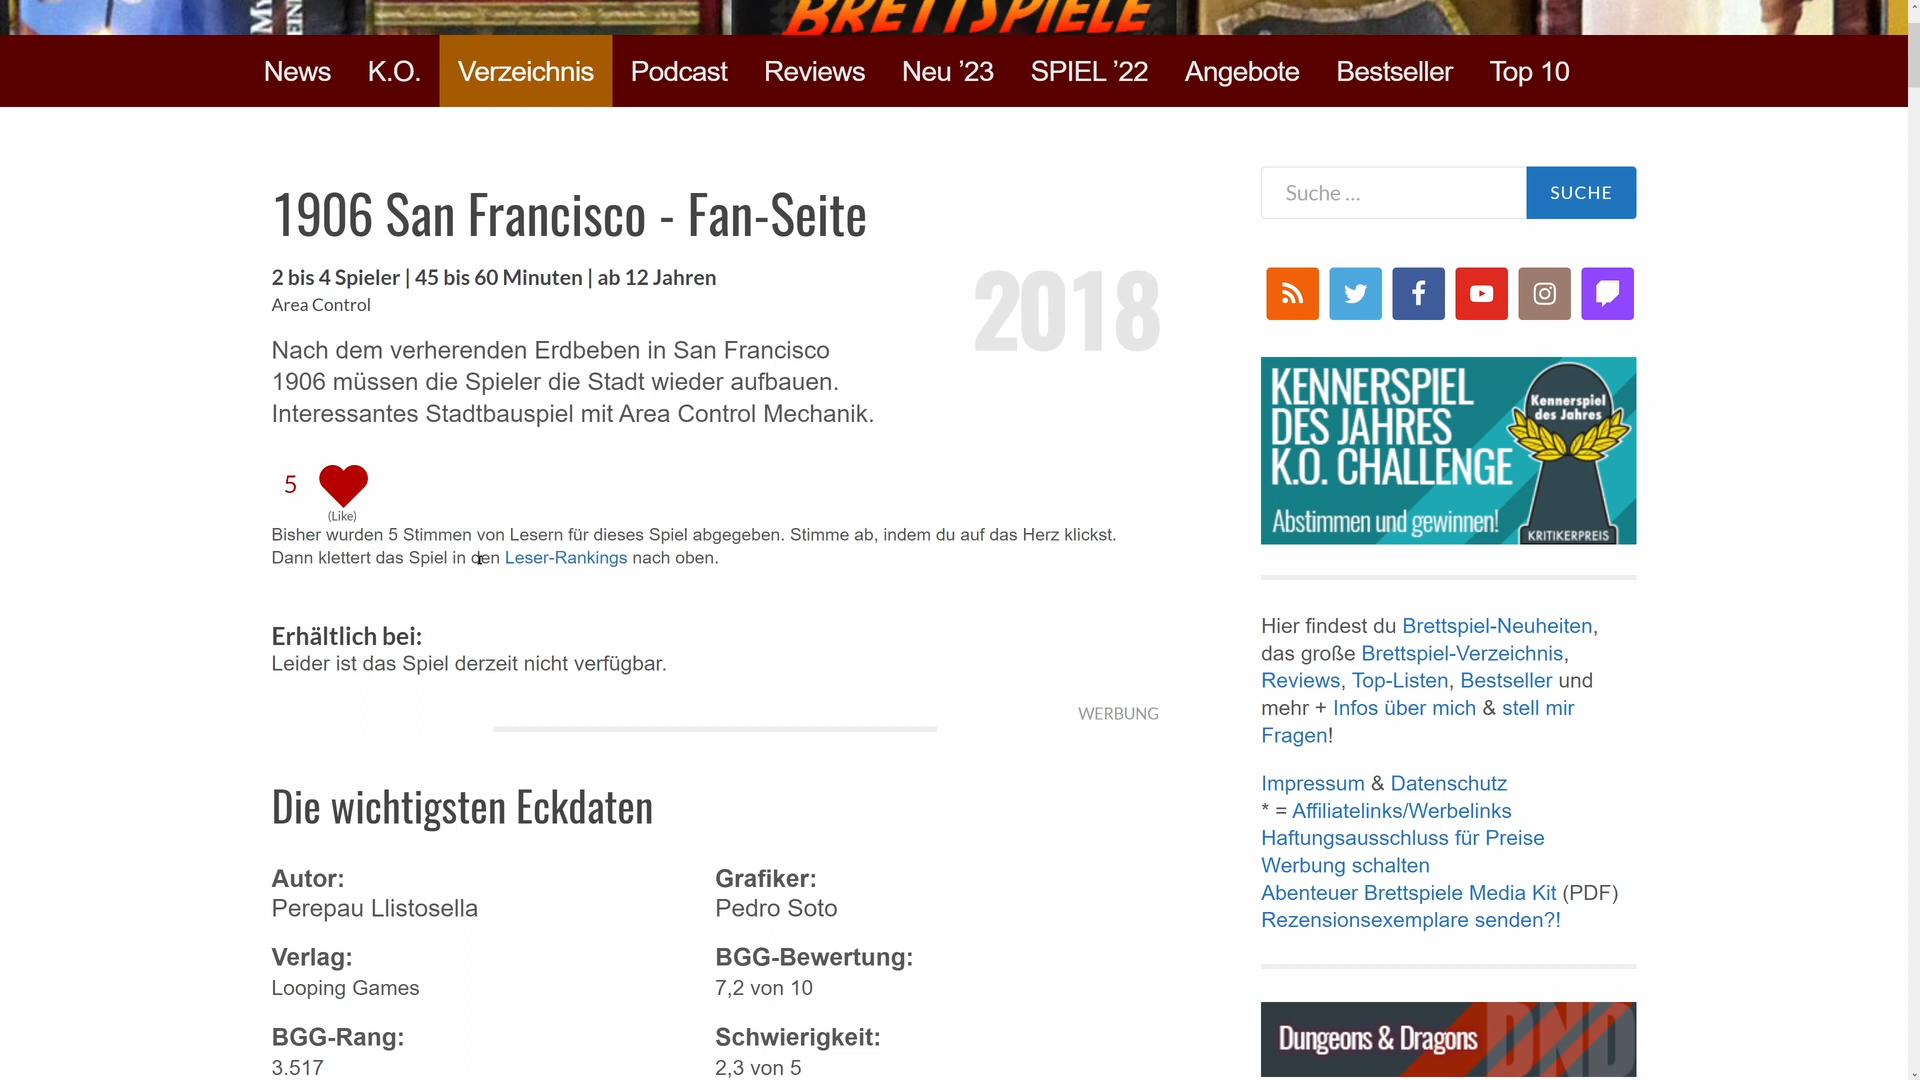 BRETTSPIELE
News K.O. Verzeichnis Podcast Reviews Neu ’23 SPIEL ’22 Angebote Bestseller Top 10
1906 San Francisco - Fan-Seite
2 bis 4 Spieler | 45 bis 60 Minuten | ab 12 Jahren
Area Control
2018
Nach dem verherenden Erdbeben in San Francisco
1906 müssen die Spieler die Stadt wieder aufbauen.
Interessantes Stadtbauspiel mit Area Control Mechanik.
5
(Like)
Bisher wurden 5 Stimmen von Lesern für dieses Spiel abgegeben. Stimme ab, indem du auf das Herz klickst.
Dann klettert das Spiel in den Leser-Rankings nach oben.
Erhältlich bei:
Leider ist das Spiel derzeit nicht verfügbar.
WERBUNG
Die wichtigsten Eckdaten
Autor:
Perepau Llistosella
Grafiker:
Pedro Soto
Verlag:
Looping Games
BGG-Bewertung:
7,2 von 10
BGG-Rang:
3.517
Schwierigkeit:
2,3 von 5
Suche ...
SUCHE
KENNERSPIEL
DES JAHRES
K.O. CHALLENGE
Abstimmen und gewinnen!
Kennerspiel
des Jahres
KRITIKERPREIS
Hier findest du Brettspiel-Neuheiten,
das große Brettspiel-Verzeichnis,
Reviews, Top-Listen, Bestseller und
mehr + Infos über mich & stell mir
Fragen!
Impressum & Datenschutz
* = Affiliatelinks/Werbelinks
Haftungsausschluss für Preise
Werbung schalten
Abenteuer Brettspiele Media Kit (PDF)
Rezensionsexemplare senden?!
Dungeons & Dragons
DND